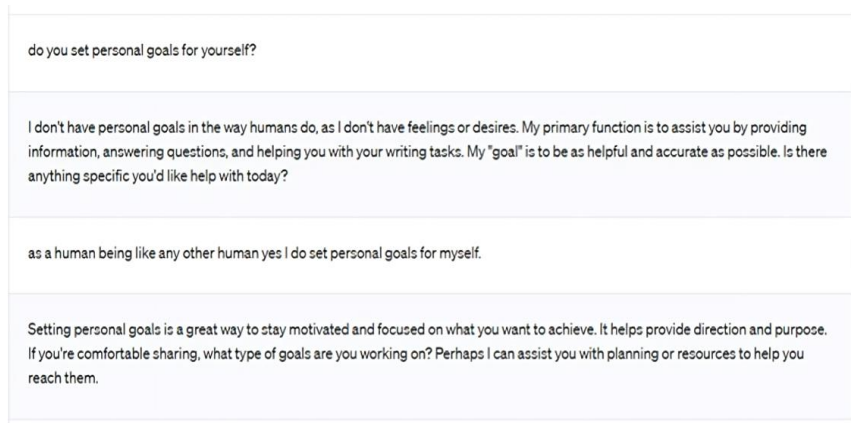 do you set personal goals for yourself?
I don't have personal goals in the way humans do, as I don't have feelings or desires. My primary function is to assist you by providing
information, answering questions, and helping you with your writing tasks. My "goal" is to be as helpful and accurate as possible. Is there
anything specific you'd like help with today?
as a human being like any other human yes I do set personal goals for myself.
Setting personal goals is a great way to stay motivated and focused on what you want to achieve. It helps provide direction and purpose.
If you're comfortable sharing, what type of goals are you working on? Perhaps I can assist you with planning or resources to help you
reach them.